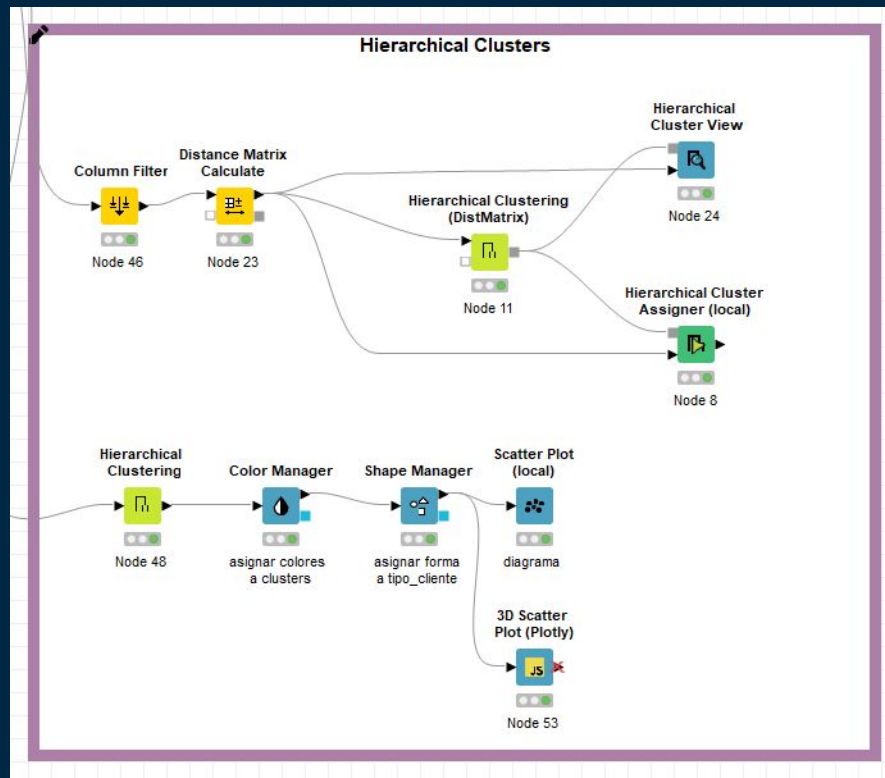 Hierarchical Clusters
Hierarchical
Cluster View
Node 24
Column Filter
Node 46
Distance Matrix
Calculate
Node 23
Hierarchical Clustering
(DistMatrix)
Node 11
Hierarchical Cluster
Assigner (local)
Node 8
Hierarchical
Clustering
Node 48
Color Manager
asignar colores
a clusters
Shape Manager
asignar forma
a tipo_cliente
Scatter Plot
(local)
diagrama
3D Scatter
Plot (Plotly)
JS
Node 53